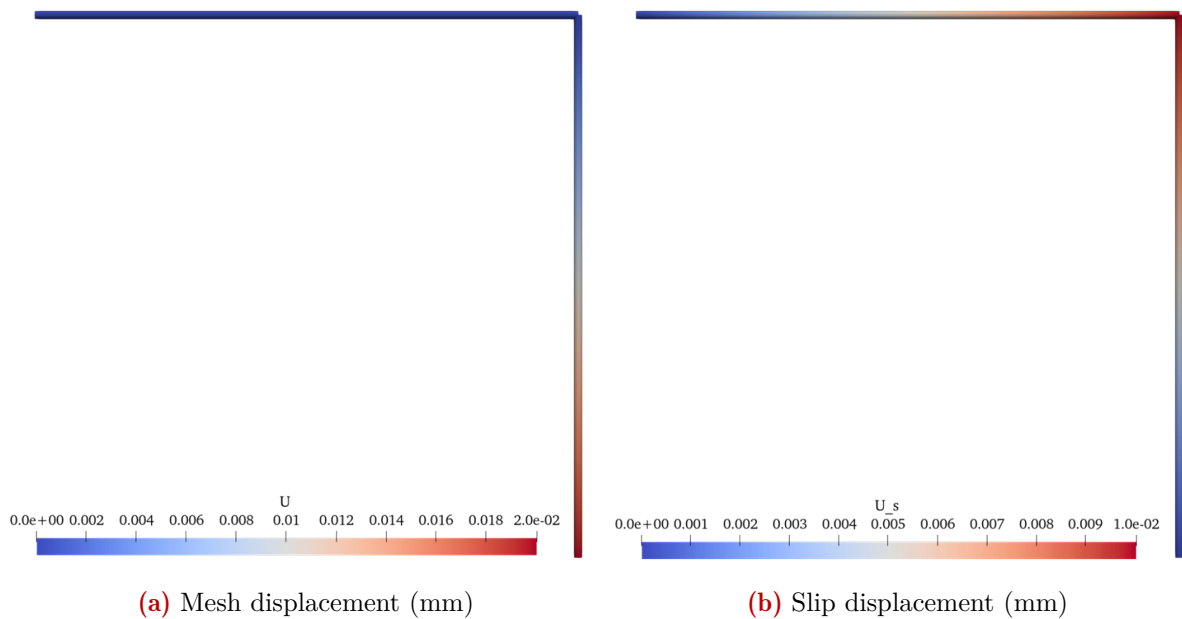 U
0.0e+00 0.002 0.004 0.006 0.008 0.01 0.012 0.014 0.016 0.018 2.0e-02
(a) Mesh displacement (mm)
U_s
0.0e+00 0.001 0.002 0.003 0.004 0.005 0.006 0.007 0.008 0.009 1.0e-02
(b) Slip displacement (mm)